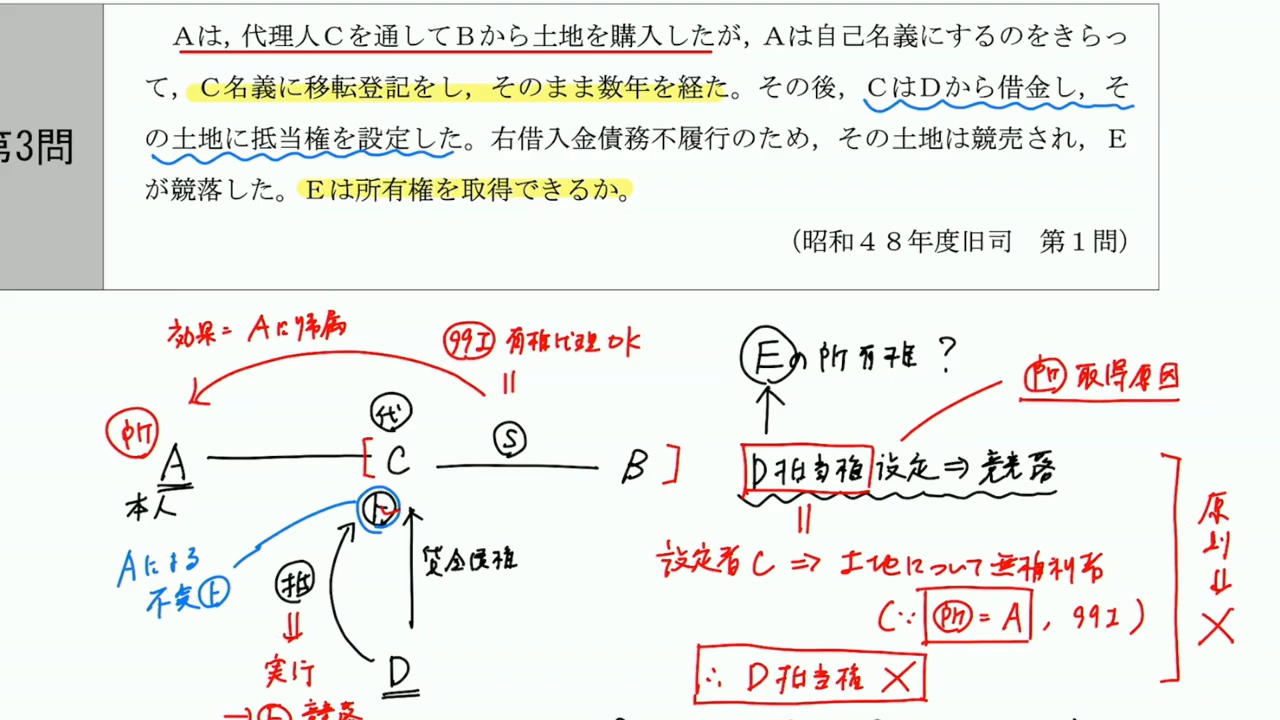 Aは，代理人Cを通してBから土地を購入したが，Aは自己名義にするのをきらっ
て，C名義に移転登記をし，そのまま数年を経た。その後，CはDから借金し，そ
の土地に抵当権を設定した。右借入金債務不履行のため，その土地は競売され，E
が競落した。Eは所有権を取得できるか。
第3問
（昭和４８年度旧司　第１問）
効果= Aに帰属
99Ⅰ 有権代理OK
Eの所有権？
所 取得原因
所
代
S
A
C
B
本人
D抵当権設定⇒競落
ト
Aによる
不実ト
抵
貸金債権
設定者C ⇒ 土地について無権利者
(∵ 所=A, 99Ⅰ)
原則
⇓
×
実行
D
∴ D抵当権 ×
→ト 競落